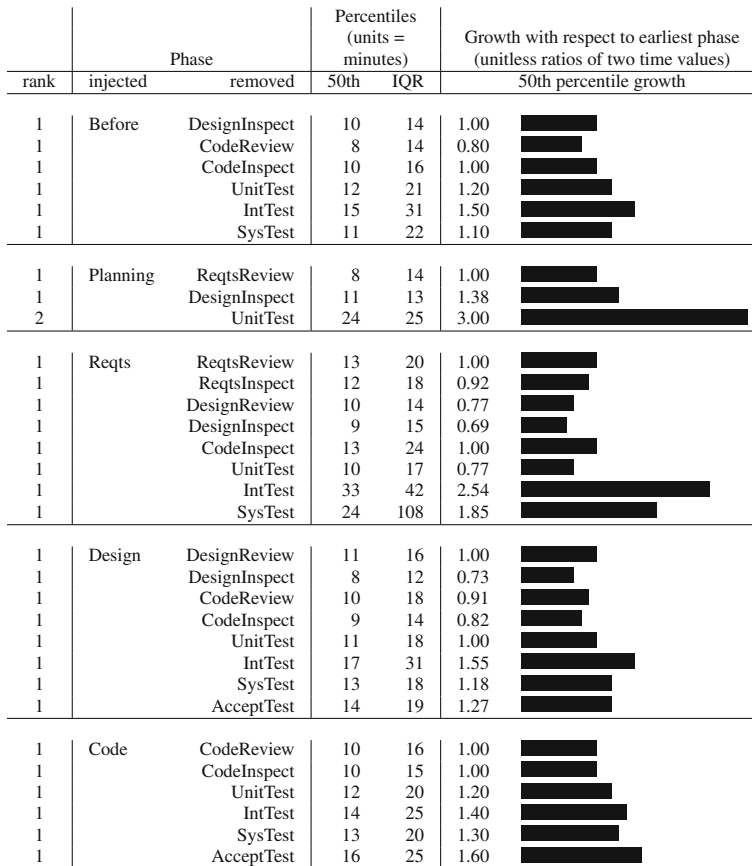 Percentiles
(units = Growth with respect to earliest phase
Phase minutes) (unitless ratios of two time values)
rank injected removed 50th IQR 50th percentile growth
1 Before DesignInspect 10 14 1.00
1 CodeReview 8 14 0.80
1 CodeInspect 10 16 1.00
1 UnitTest 12 21 1.20
1 IntTest 15 31 1.50
1 SysTest 11 22 1.10
1 Planning ReqtsReview 8 14 1.00
1 DesignInspect 11 13 1.38
2 UnitTest 24 25 3.00
1 Reqts ReqtsReview 13 20 1.00
1 ReqtsInspect 12 18 0.92
1 DesignReview 10 14 0.77
1 DesignInspect 9 15 0.69
1 CodeInspect 13 24 1.00
1 UnitTest 10 17 0.77
1 IntTest 33 42 2.54
1 SysTest 24 108 1.85
1 Design DesignReview 11 16 1.00
1 DesignInspect 8 12 0.73
1 CodeReview 10 18 0.91
1 CodeInspect 9 14 0.82
1 UnitTest 11 18 1.00
1 IntTest 17 31 1.55
1 SysTest 13 18 1.18
1 AcceptTest 14 19 1.27
1 Code CodeReview 10 16 1.00
1 CodeInspect 10 15 1.00
1 UnitTest 12 20 1.20
1 IntTest 14 25 1.40
1 SysTest 13 20 1.30
1 AcceptTest 16 25 1.60